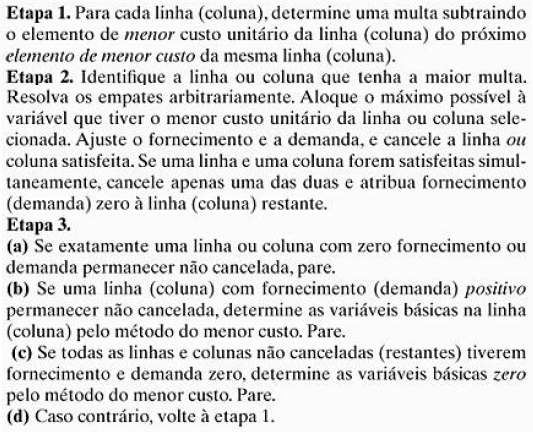 Etapa 1. Para cada linha (coluna), determine uma multa subtraindo
o elemento de menor custo unitário da linha (coluna) do próximo
elemento de menor custo da mesma linha (coluna).
Etapa 2. Identifique a linha ou coluna que tenha a maior multa.
Resolva os empates arbitrariamente. Aloque o máximo possível à
variável que tiver o menor custo unitário da linha ou coluna sele-
cionada. Ajuste o fornecimento e a demanda, e cancele a linha ou
coluna satisfeita. Se uma linha e uma coluna forem satisfeitas simul-
taneamente, cancele apenas uma das duas e atribua fornecimento
(demanda) zero à linha (coluna) restante.
Etapa 3.
(a) Se exatamente uma linha ou coluna com zero fornecimento ou
demanda permanecer não cancelada, pare.
(b) Se uma linha (coluna) com fornecimento (demanda) positivo
permanecer não cancelada, determine as variáveis básicas na linha
(coluna) pelo método do menor custo. Pare.
(c) Se todas as linhas e colunas não canceladas (restantes) tiverem
fornecimento e demanda zero, determine as variáveis básicas zero
pelo método do menor custo. Pare.
(d) Caso contrário, volte à etapa 1.